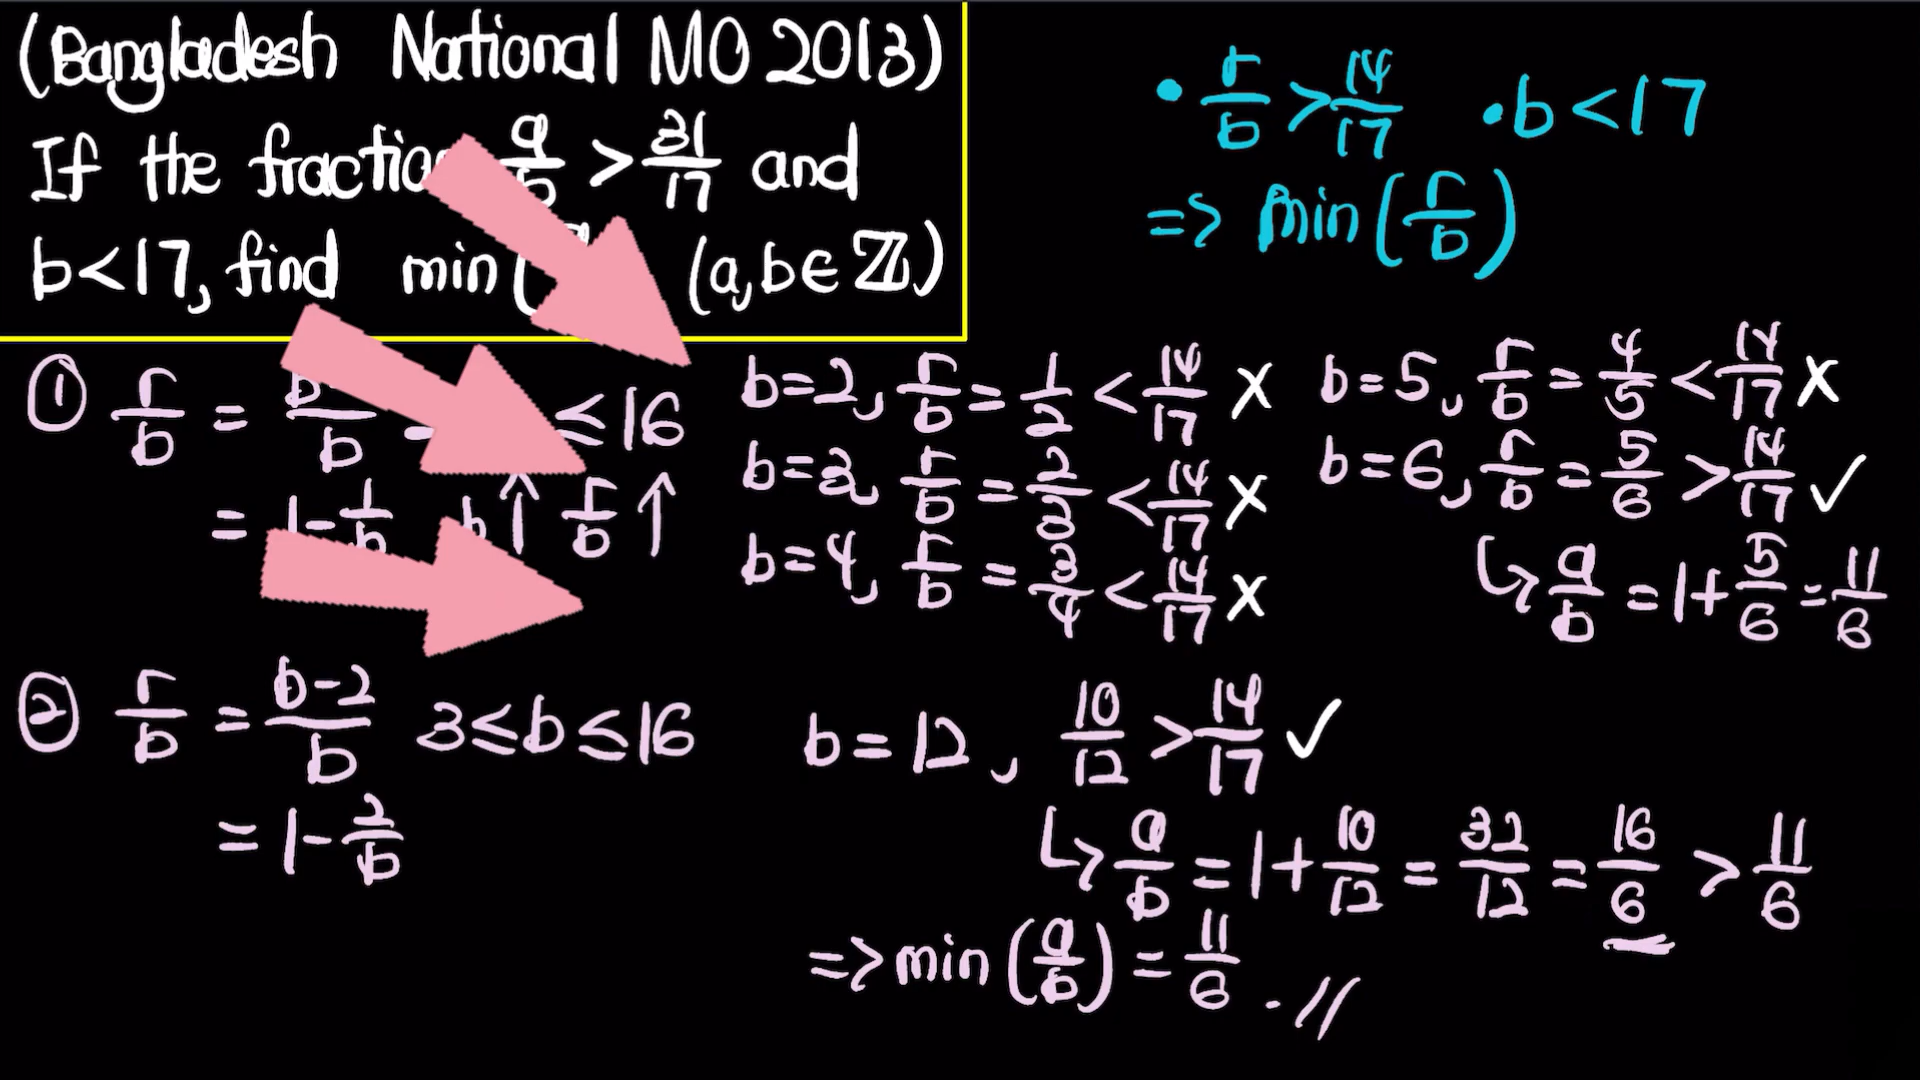 (Bangladesh National MO 2013)
If the fraction a/b > 31/17 and
b<17, find min( (a,b∈ℤ)
• r/b > 14/17 • b<17
=> min(r/b)
① r/b = b/b ≤16
= 1-1/b b↑ r/b↑
b=2, r/b = 1/2 < 14/17 X
b=3, r/b = 2/3 < 14/17 X
b=4, r/b = 3/4 < 14/17 X
b=5, r/b = 4/5 < 14/17 X
b=6, r/b = 5/6 > 14/17 ✓
↳ a/b = 1+5/6 = 11/6
② r/b = b-2/b 3≤b≤16
= 1-2/b
b=12, 10/12 > 14/17 ✓
↳ a/b = 1+10/12 = 32/12 = 16/6 > 11/6
=> min(a/b) = 11/6 . //